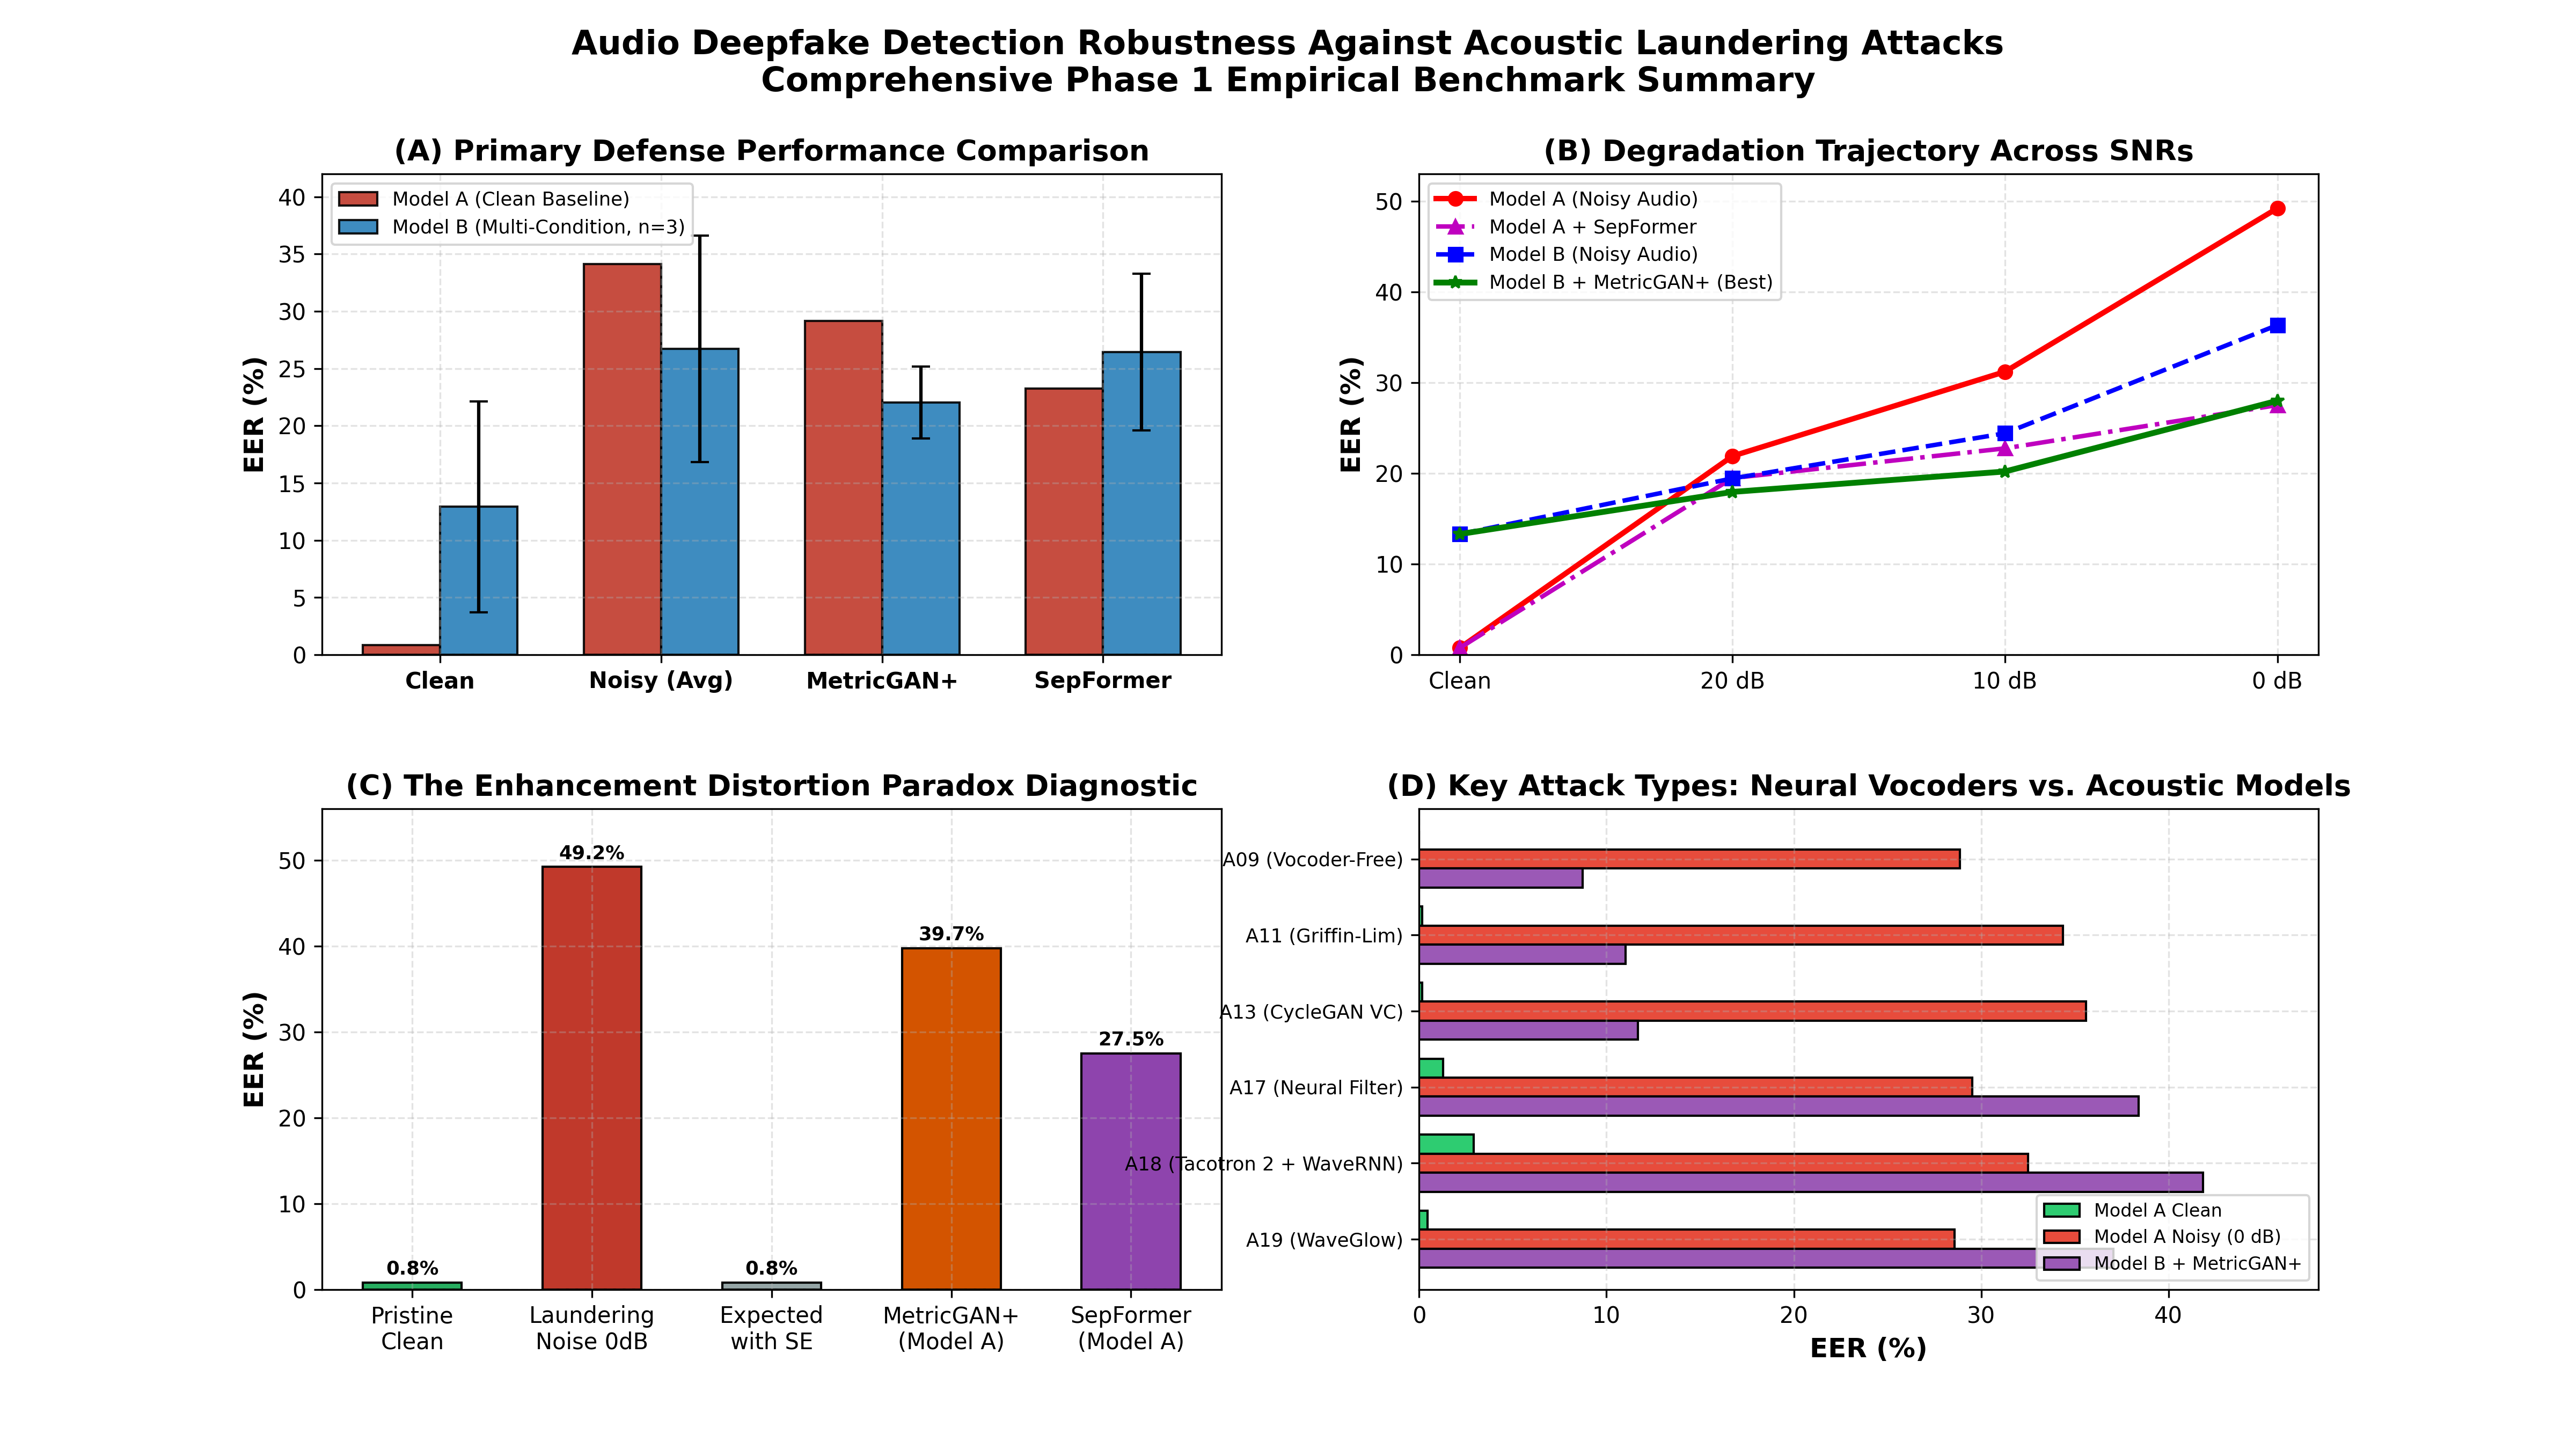 Audio Deepfake Detection Robustness Against Acoustic Laundering Attacks
Comprehensive Phase 1 Empirical Benchmark Summary
(A) Primary Defense Performance Comparison
Model A (Clean Baseline)
Model B (Multi-Condition, n=3)
EER (%)
40
35
30
25
20
15
10
5
0
Clean
Noisy (Avg)
MetricGAN+
SepFormer
(B) Degradation Trajectory Across SNRs
Model A (Noisy Audio)
Model A + SepFormer
Model B (Noisy Audio)
Model B + MetricGAN+ (Best)
EER (%)
50
40
30
20
10
0
Clean
20 dB
10 dB
0 dB
(C) The Enhancement Distortion Paradox Diagnostic
EER (%)
50
40
30
20
10
0
0.8%
49.2%
0.8%
39.7%
27.5%
Pristine
Clean
Laundering
Noise 0dB
Expected
with SE
MetricGAN+
(Model A)
SepFormer
(Model A)
(D) Key Attack Types: Neural Vocoders vs. Acoustic Models
A09 (Vocoder-Free)
A11 (Griffin-Lim)
A13 (CycleGAN VC)
A17 (Neural Filter)
A18 (Tacotron 2 + WaveRNN)
A19 (WaveGlow)
Model A Clean
Model A Noisy (0 dB)
Model B + MetricGAN+
0
10
20
30
40
EER (%)